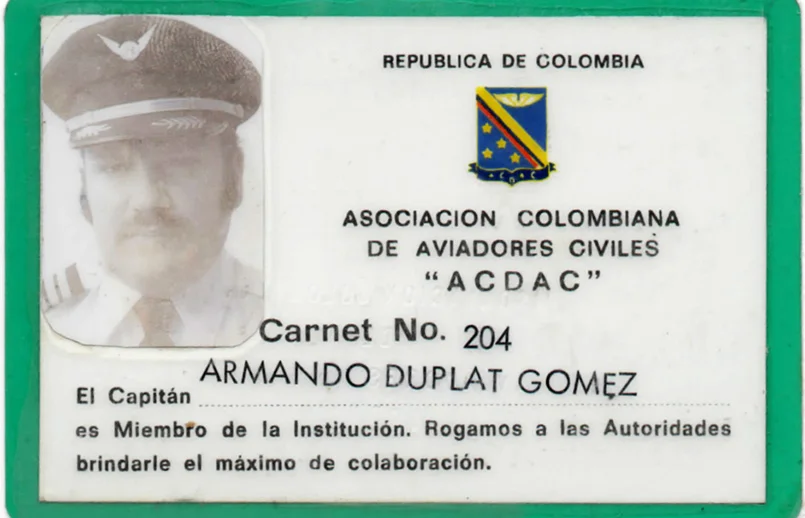 REPUBLICA DE COLOMBIA
ACDAC
ASOCIACION COLOMBIANA
DE AVIADORES CIVILES
“ACDAC”
Carnet No. 204
El Capitán ARMANDO DUPLAT GOMEZ
es Miembro de la Institución. Rogamos a las Autoridades
brindarle el máximo de colaboración.